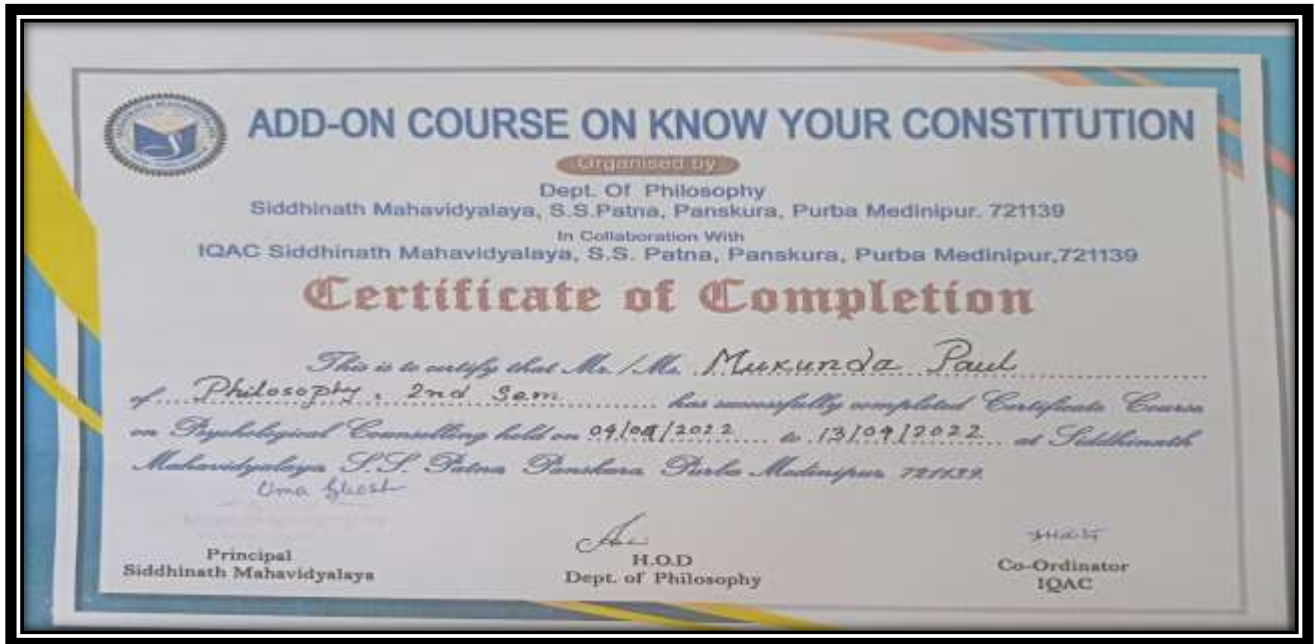 ADD-ON COURSE ON KNOW YOUR CONSTITUTION
Organised by
Dept. Of Philosophy
Siddhinath Mahavidyalaya, S.S.Patna, Panskura, Purba Medinipur. 721139
In Collaboration With
IQAC Siddhinath Mahavidyalaya, S.S. Patna, Panskura, Purba Medinipur,721139
Certificate of Completion
This is to certify that Mr. / Ms. Muxunda Paul
of Philosophy, 2nd Sem has successfully completed Certificate Course
on Psychological Counselling held on to 13/04/2022 at Siddhinath
Mahavidyalaya S.S. Patna Panskura Purba Medinipur 721139.
Uma Ghosh
Principal
Siddhinath Mahavidyalaya
H.O.D
Dept. of Philosophy
Co-Ordinator
IQAC